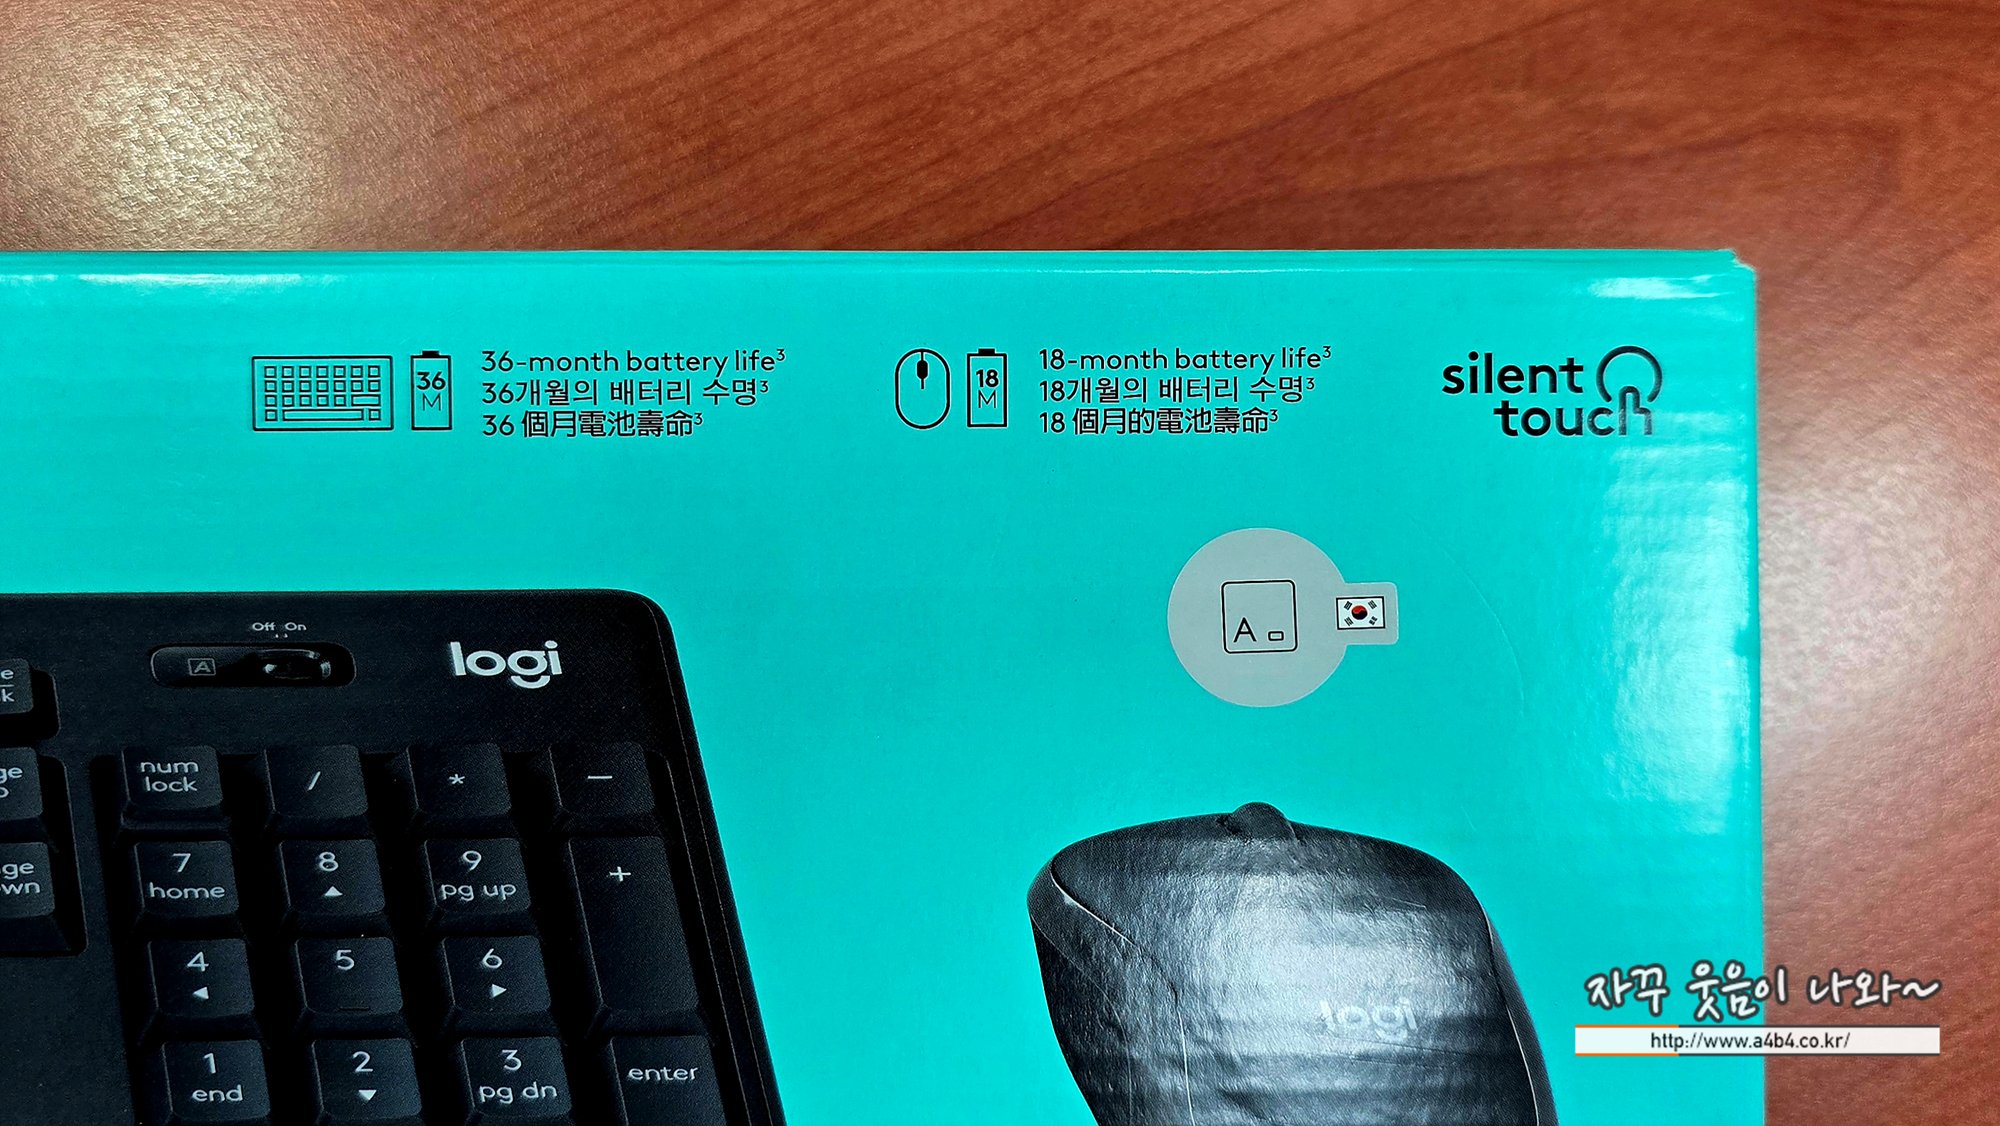 36
M
36-month battery life³
36개월의 배터리 수명³
36 個月電池壽命³
18
M
18-month battery life³
18개월의 배터리 수명³
18 個月的電池壽命³
silent
touch
A
Off On
A
logi
num
lock
/
*
−
7
home
8
9
pg up
+
4
5
6
1
end
2
3
pg dn
enter
logi
자꾸 웃음이 나와~
http://www.a4b4.co.kr/